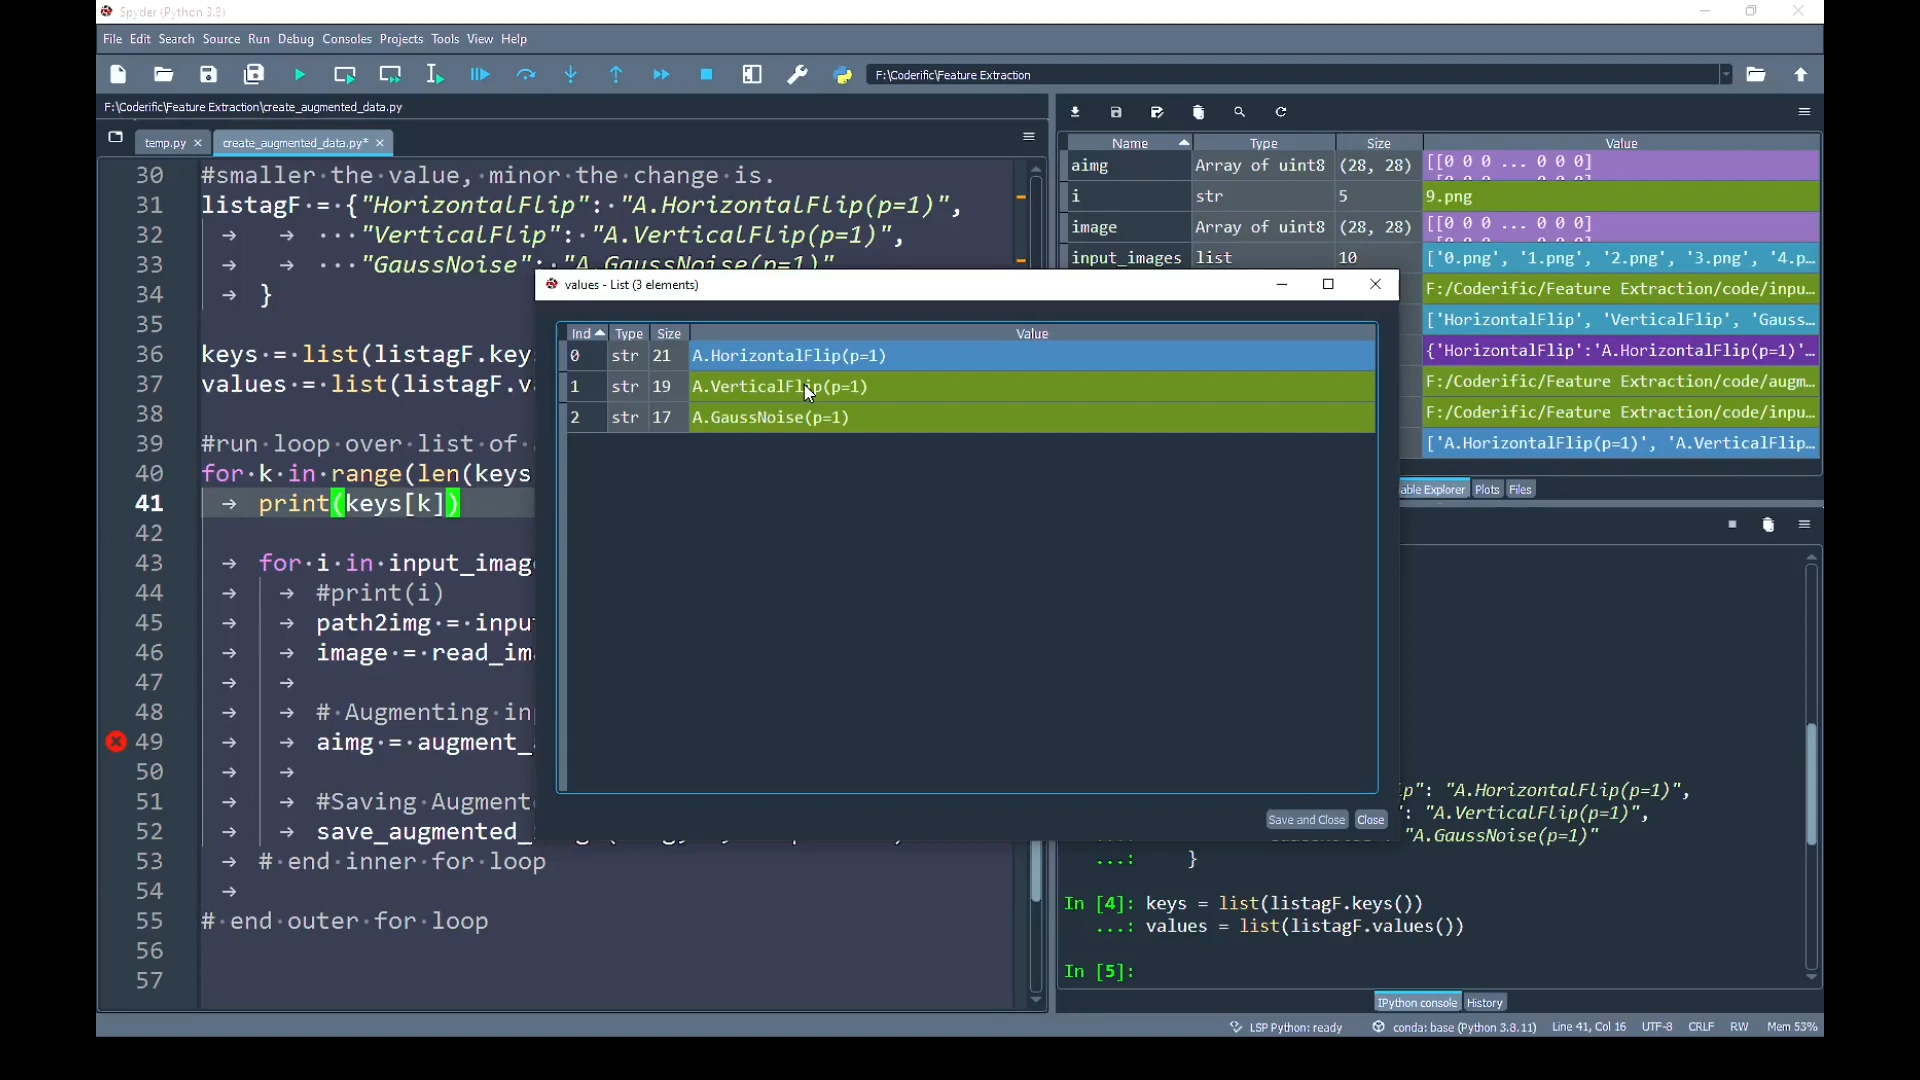 Spyder (Python 3.8)
File Edit Search Source Run Debug Consoles Projects Tools View Help
F:\Coderific\Feature Extraction
F:\Coderific\Feature Extraction\create_augmented_data.py
temp.py
create_augmented_data.py*
30 #smaller the value, minor the change is.
31 listagF = {"HorizontalFlip": "A.HorizontalFlip(p=1)",
32 "VerticalFlip": "A.VerticalFlip(p=1)",
33 "GaussNoise": "A.GaussNoise(p=1)"
34 }
35
36 keys = list(listagF.key
37 values = list(listagF.v
38
39 #run loop over list of
40 for k in range(len(keys
41 print(keys[k])
42
43 for i in input_imag
44 #print(i)
45 path2img = inpu
46 image = read_im
47
48 # Augmenting in
49 aimg = augment_
50
51 #Saving Augment
52 save_augmented_
53 # end inner for loop
54
55 # end outer for loop
56
57
values - List (3 elements)
Ind Type Size Value
0 str 21 A.HorizontalFlip(p=1)
1 str 19 A.VerticalFlip(p=1)
2 str 17 A.GaussNoise(p=1)
Save and Close Close
Name Type Size Value
aimg Array of uint8 (28, 28) [[0 0 0 ... 0 0 0]
i str 5 9.png
image Array of uint8 (28, 28) [[0 0 0 ... 0 0 0]
input_images list 10 ['0.png', '1.png', '2.png', '3.png', '4.p...
F:/Coderific/Feature Extraction/code/inpu...
['HorizontalFlip', 'VerticalFlip', 'Gauss...
{'HorizontalFlip':'A.HorizontalFlip(p=1)'...
F:/Coderific/Feature Extraction/code/augm...
F:/Coderific/Feature Extraction/code/inpu...
['A.HorizontalFlip(p=1)', 'A.VerticalFlip...
able Explorer Plots Files
p": "A.HorizontalFlip(p=1)",
: "A.VerticalFlip(p=1)",
"A.GaussNoise(p=1)"
...: }
In [4]: keys = list(listagF.keys())
...: values = list(listagF.values())
In [5]:
IPython console History
LSP Python: ready conda: base (Python 3.8.11) Line 41, Col 16 UTF-8 CRLF RW Mem 53%